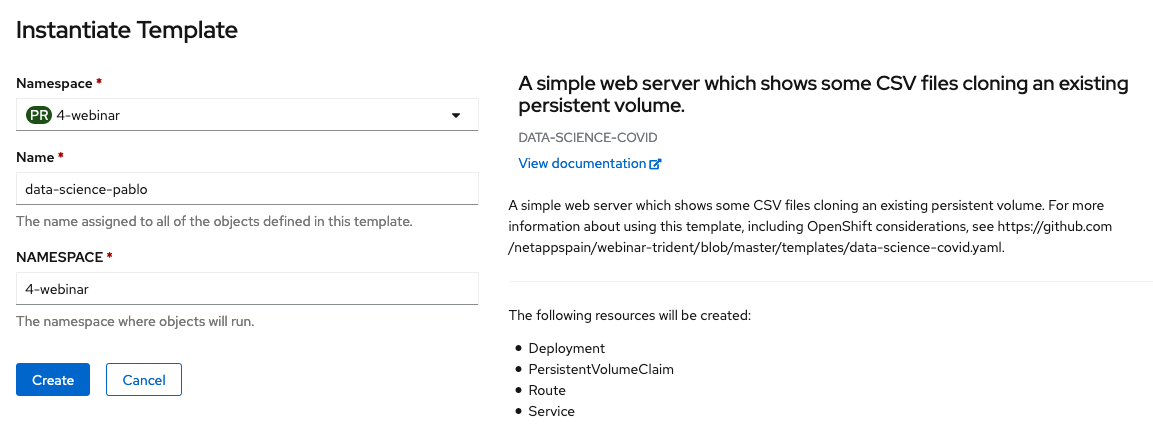 Instantiate Template
Namespace *
PR 4-webinar
Name *
data-science-pablo
The name assigned to all of the objects defined in this template.
NAMESPACE *
4-webinar
The namespace where objects will run.
Create Cancel
A simple web server which shows some CSV files cloning an existing
persistent volume.
DATA-SCIENCE-COVID
View documentation
A simple web server which shows some CSV files cloning an existing persistent volume. For more
information about using this template, including OpenShift considerations, see https://github.com
/netappspain/webinar-trident/blob/master/templates/data-science-covid.yaml.
The following resources will be created:
• Deployment
• PersistentVolumeClaim
• Route
• Service